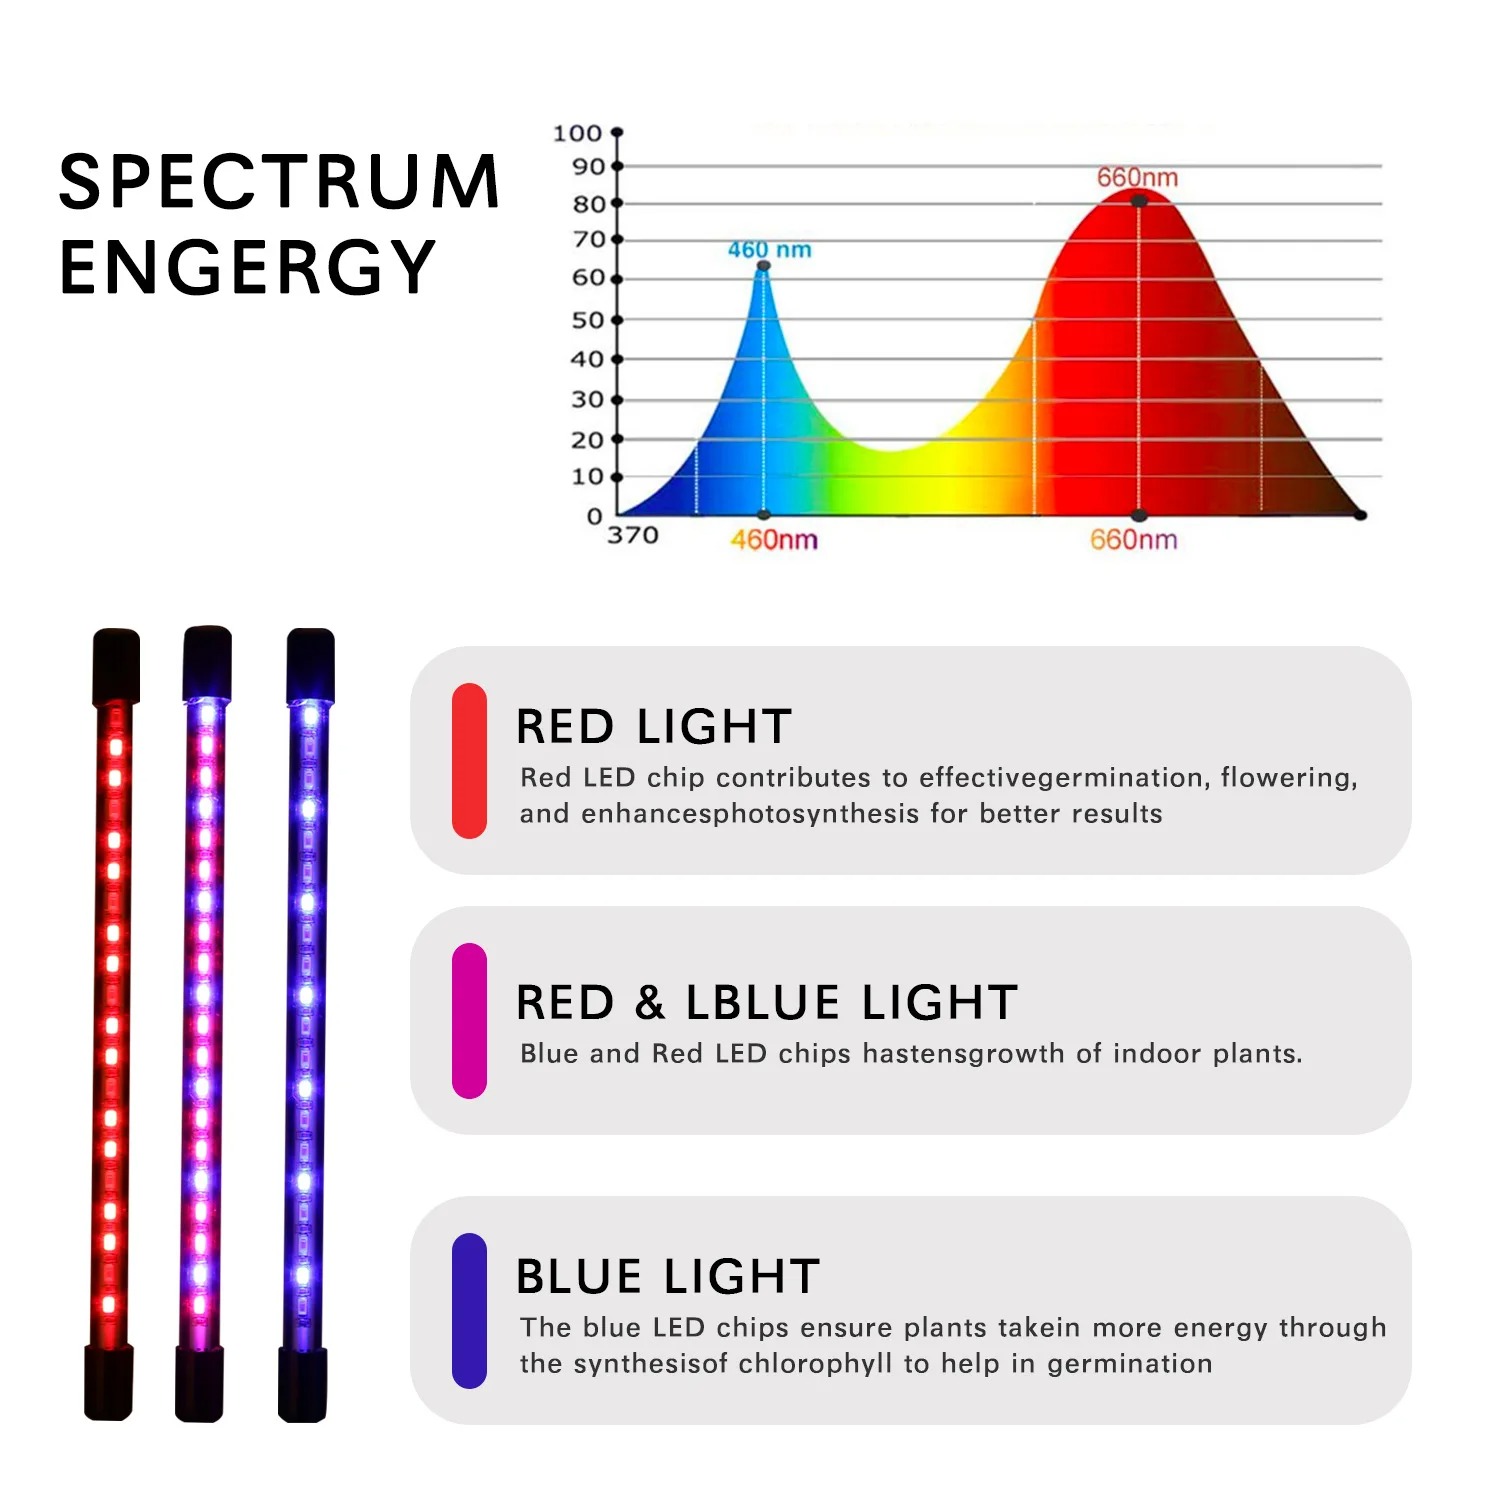 SPECTRUM
ENGERGY
100
90
80
70
60
50
40
30
20
10
0
460 nm
660nm
370
460nm
660nm
RED LIGHT
Red LED chip contributes to effectivegermination, flowering,
and enhancesphotosynthesis for better results
RED & LBLUE LIGHT
Blue and Red LED chips hastensgrowth of indoor plants.
BLUE LIGHT
The blue LED chips ensure plants takein more energy through
the synthesisof chlorophyll to help in germination